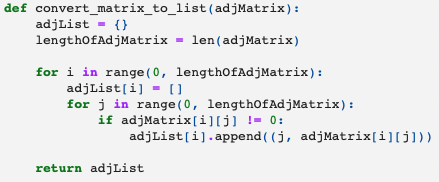 def convert_matrix_to_list(adjMatrix):
    adjList = {}
    lengthOfAdjMatrix = len(adjMatrix)

    for i in range(0, lengthOfAdjMatrix):
        adjList[i] = []
        for j in range(0, lengthOfAdjMatrix):
            if adjMatrix[i][j] != 0:
                adjList[i].append((j, adjMatrix[i][j]))

    return adjList